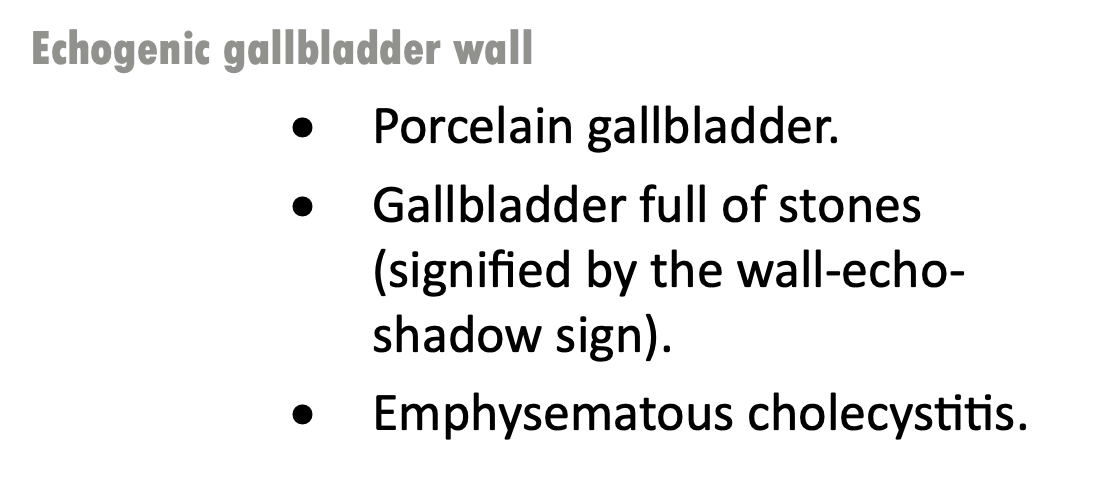 Echogenic gallbladder wall
• Porcelain gallbladder.
• Gallbladder full of stones
(signified by the wall-echo-
shadow sign).
• Emphysematous cholecystitis.